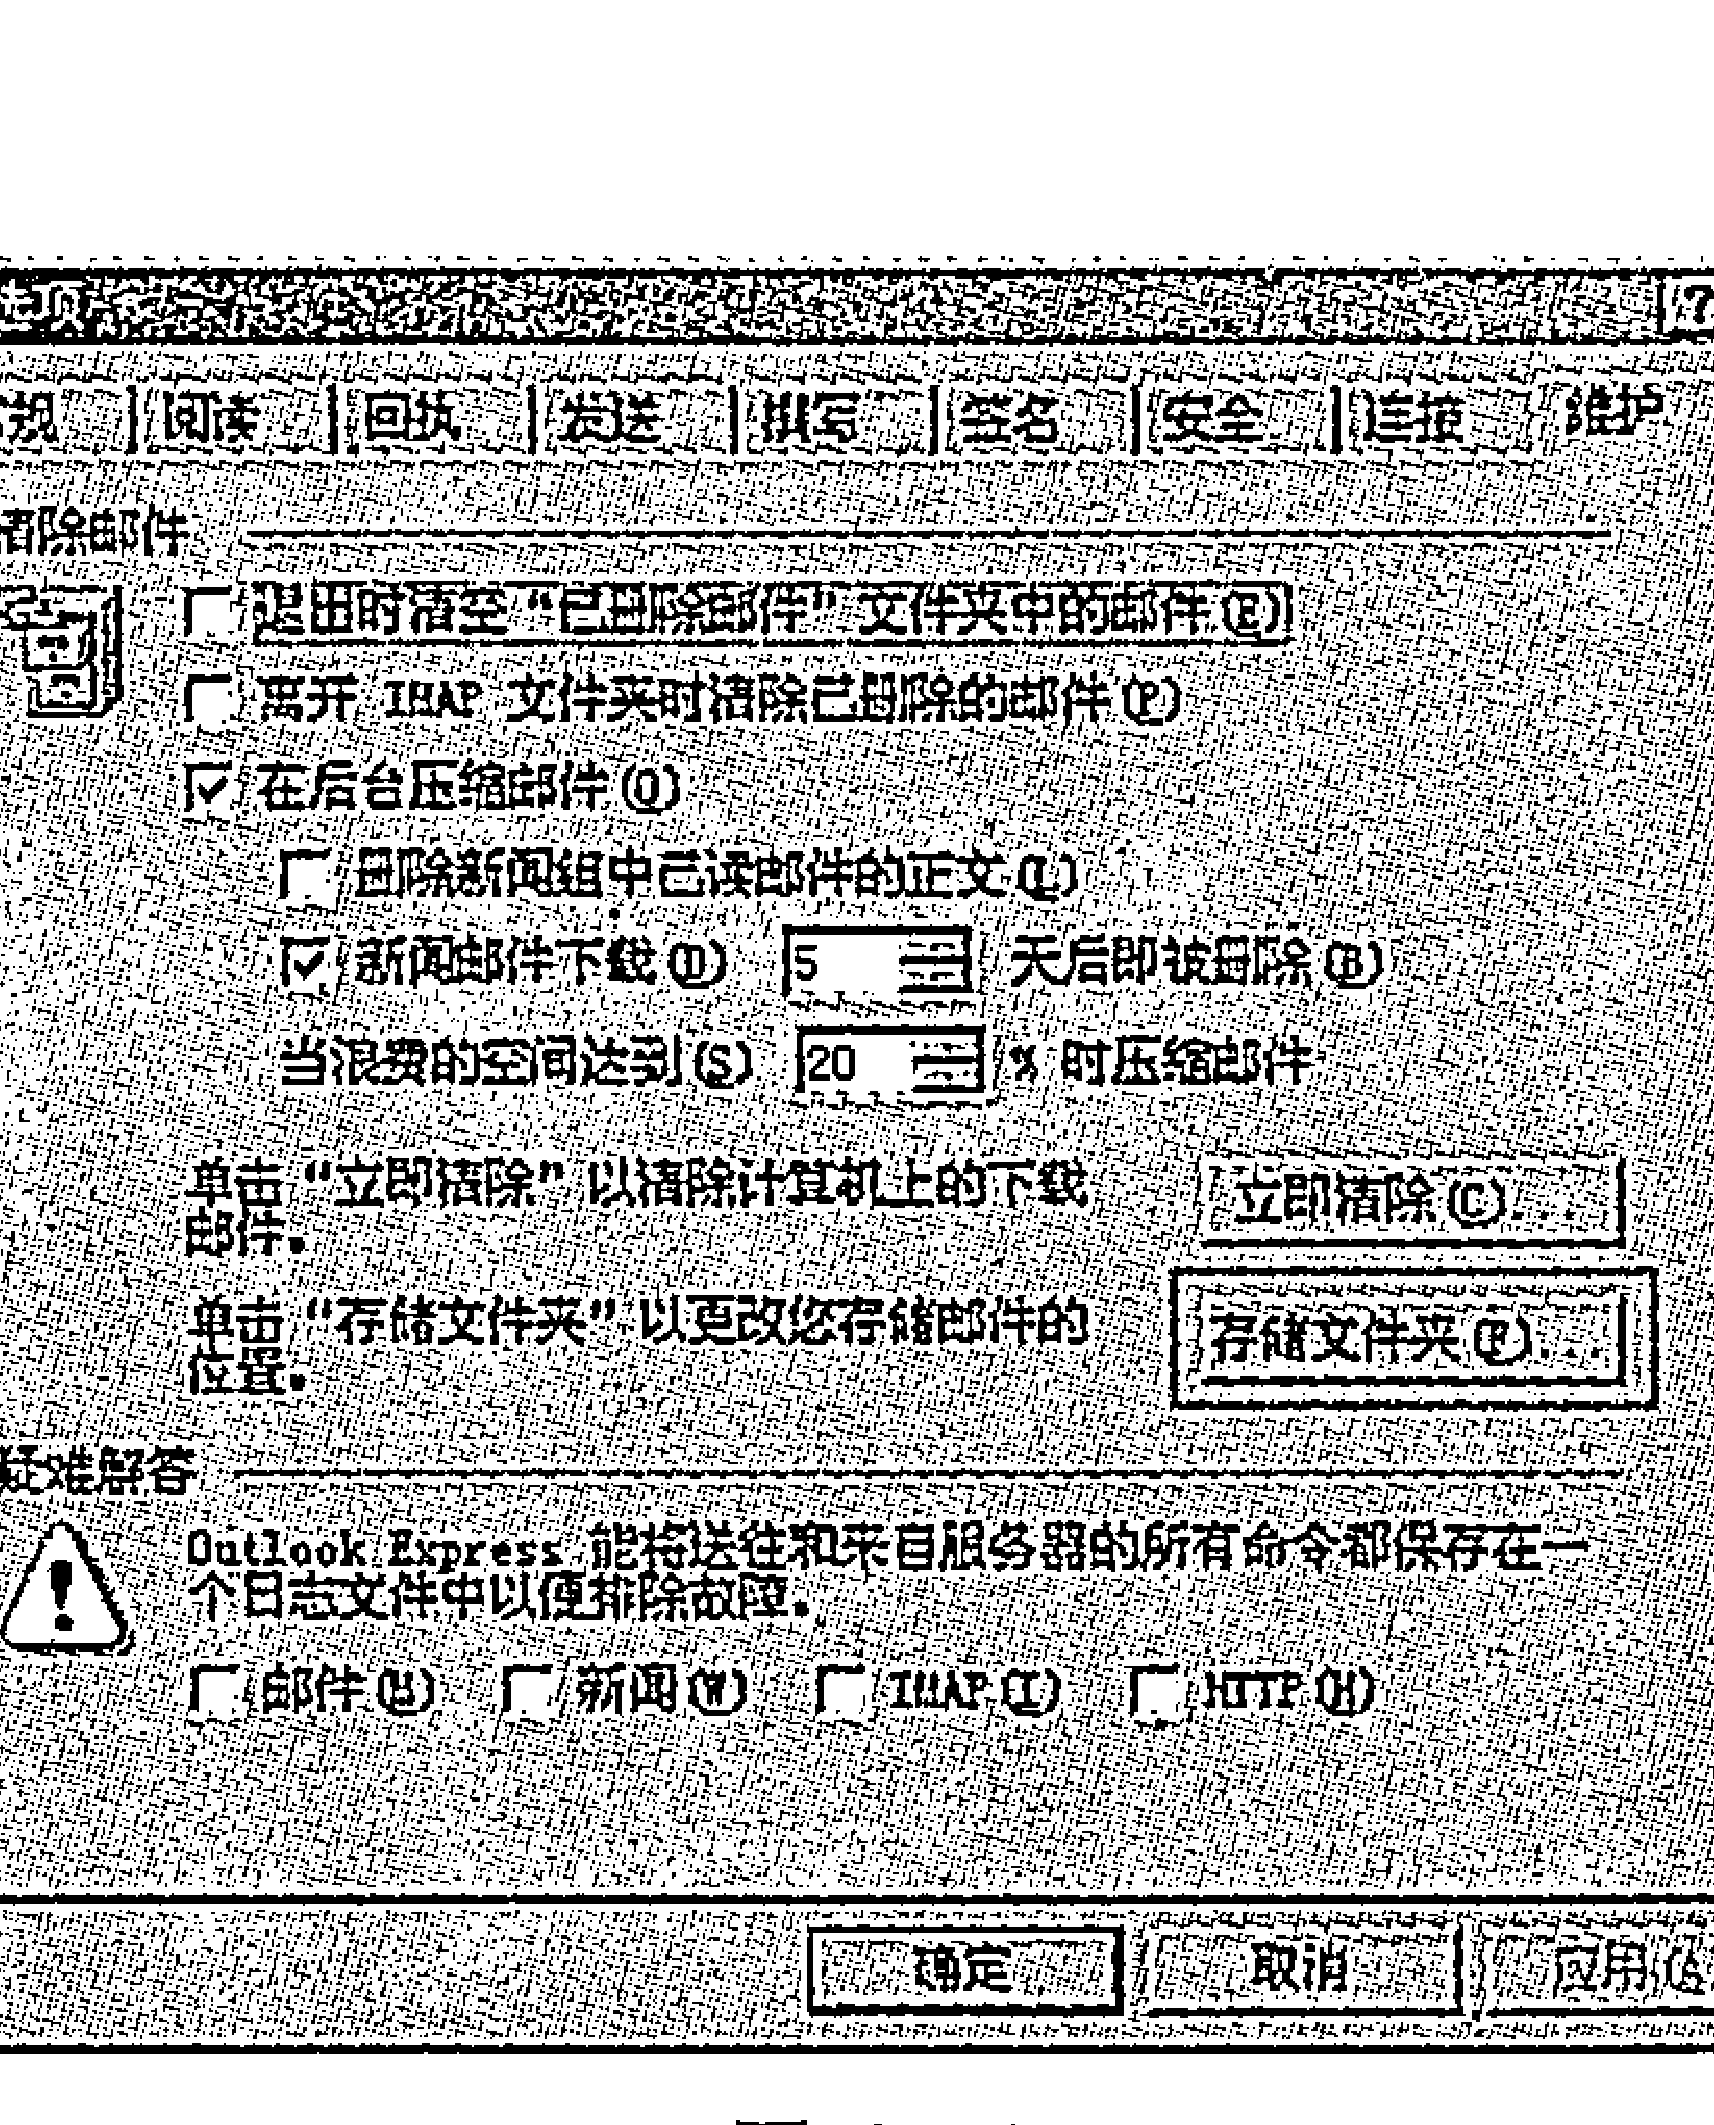 选项
规 阅读 回执 发送 撰写 签名 安全 连接 维护
清除邮件
退出时清空“已删除邮件”文件夹中的邮件(E)
离开 IMAP 文件夹时清除已删除的邮件(P)
在后台压缩邮件(O)
删除新闻组中已读邮件的正文(L)
新闻邮件下载(D) 5 天后即被删除(B)
当浪费的空间达到(S) 20 % 时压缩邮件
单击“立即清除”以清除计算机上的下载
邮件。
立即清除(C)...
单击“存储文件夹”以更改您存储邮件的
位置。
存储文件夹(F)...
疑难解答
Outlook Express 能将送往和来自服务器的所有命令都保存在一
个日志文件中以便排除故障。
邮件(M) 新闻(W) IMAP(I) HTTP(H)
确定 取消 应用(A